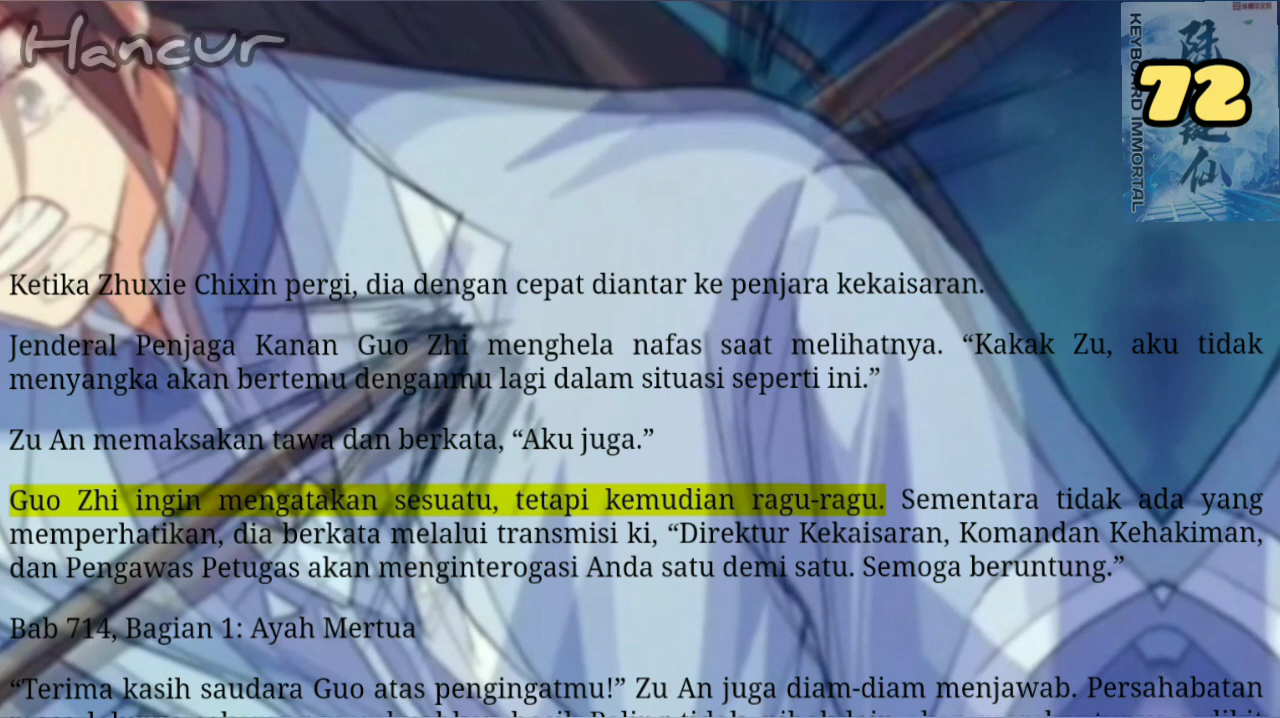 Hancur
KEYBOARD IMMORTAL
72
Ketika Zhuxie Chixin pergi, dia dengan cepat diantar ke penjara kekaisaran.
Jenderal Penjaga Kanan Guo Zhi menghela nafas saat melihatnya. “Kakak Zu, aku tidak
menyangka akan bertemu denganmu lagi dalam situasi seperti ini.”
Zu An memaksakan tawa dan berkata, “Aku juga.”
Guo Zhi ingin mengatakan sesuatu, tetapi kemudian ragu-ragu. Sementara tidak ada yang
memperhatikan, dia berkata melalui transmisi ki, “Direktur Kekaisaran, Komandan Kehakiman,
dan Pengawas Petugas akan menginterogasi Anda satu demi satu. Semoga beruntung.”
Bab 714, Bagian 1: Ayah Mertua
“Terima kasih saudara Guo atas pengingatmu!” Zu An juga diam-diam menjawab. Persahabatan